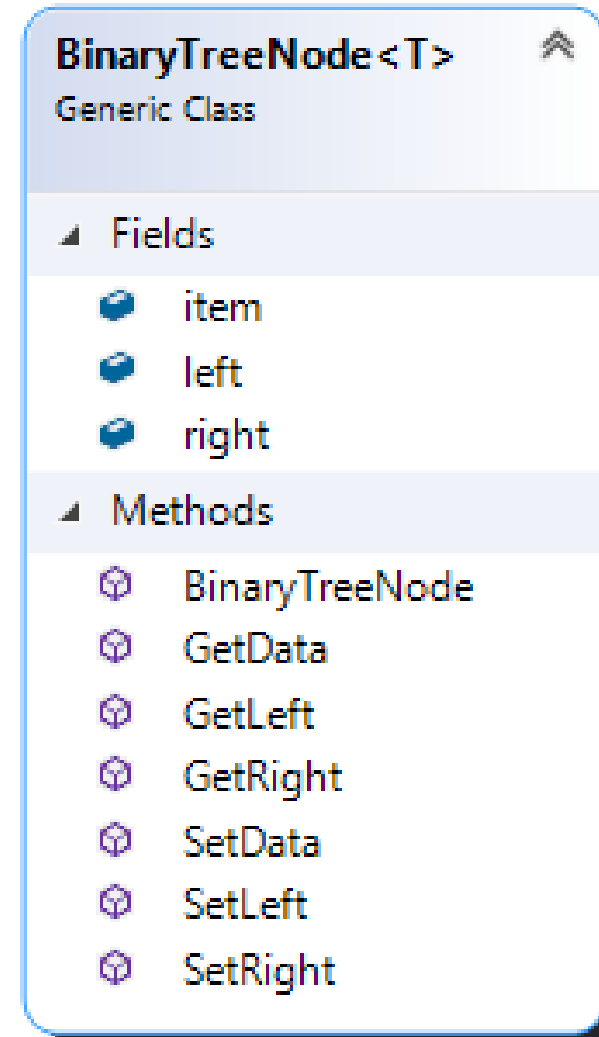 BinaryTreeNode<T>
Generic Class
Fields
item
left
right
Methods
BinaryTreeNode
GetData
GetLeft
GetRight
SetData
SetLeft
SetRight